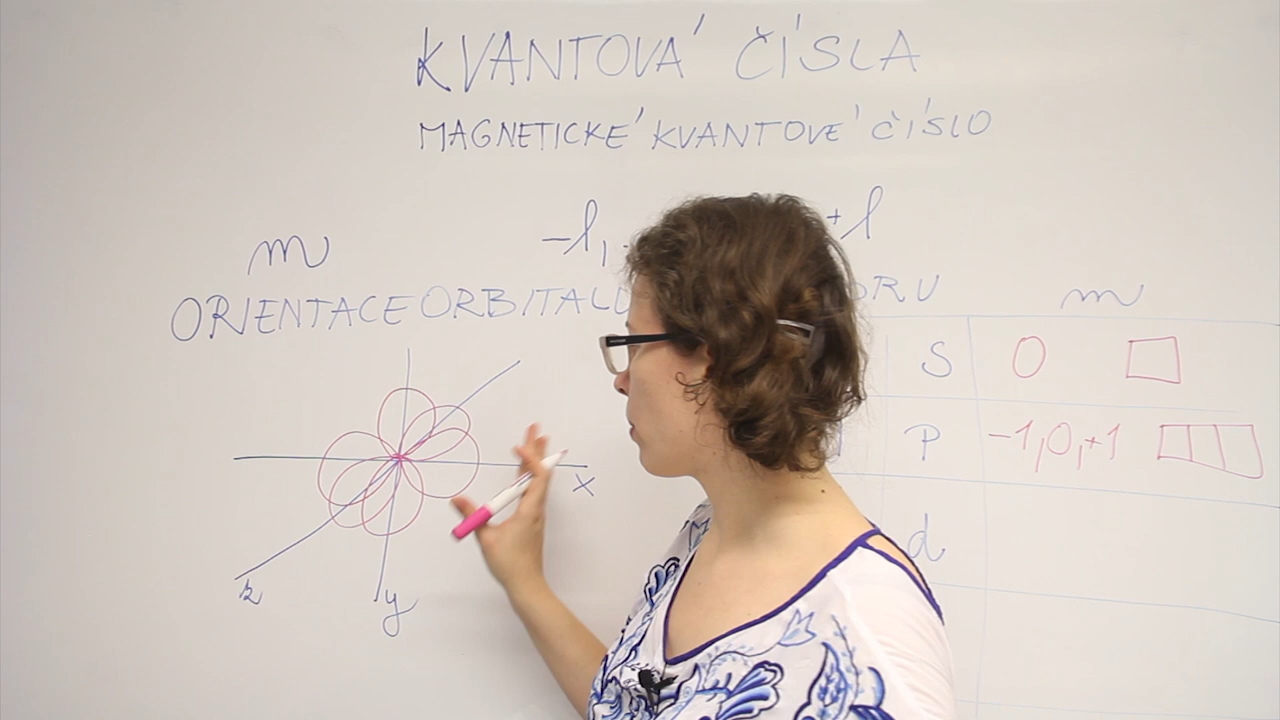 KVANTOVÁ ČÍSLA
MAGNETICKÉ KVANTOVÉ ČÍSLO
m -l, +l
ORIENTACE ORBITALU
m
S 0
P -1,0,+1
d
x
z
y